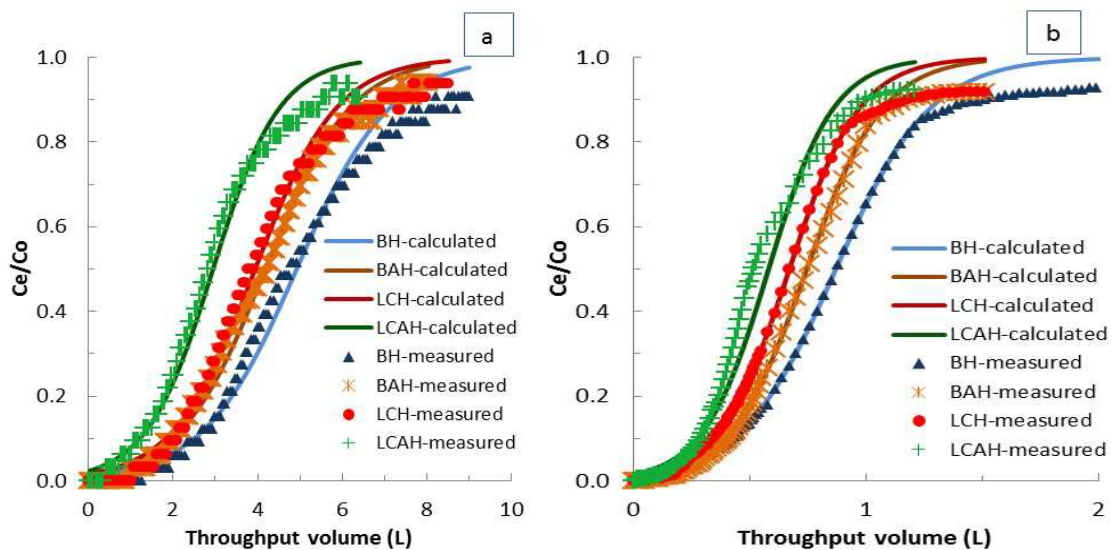 a
1.0
0.8
0.6
0.4
0.2
0.0
Ce/Co
BH-calculated
BAH-calculated
LCH-calculated
LCAH-calculated
BH-measured
BAH-measured
LCH-measured
LCAH-measured
0 2 4 6 8 10
Throughput volume (L)
b
1.0
0.8
0.6
0.4
0.2
0.0
Ce/Co
BH-calculated
BAH-calculated
LCH-calculated
LCAH-calculated
BH-measured
BAH-measured
LCH-measured
LCAH-measured
0 1 2
Throughput volume (L)